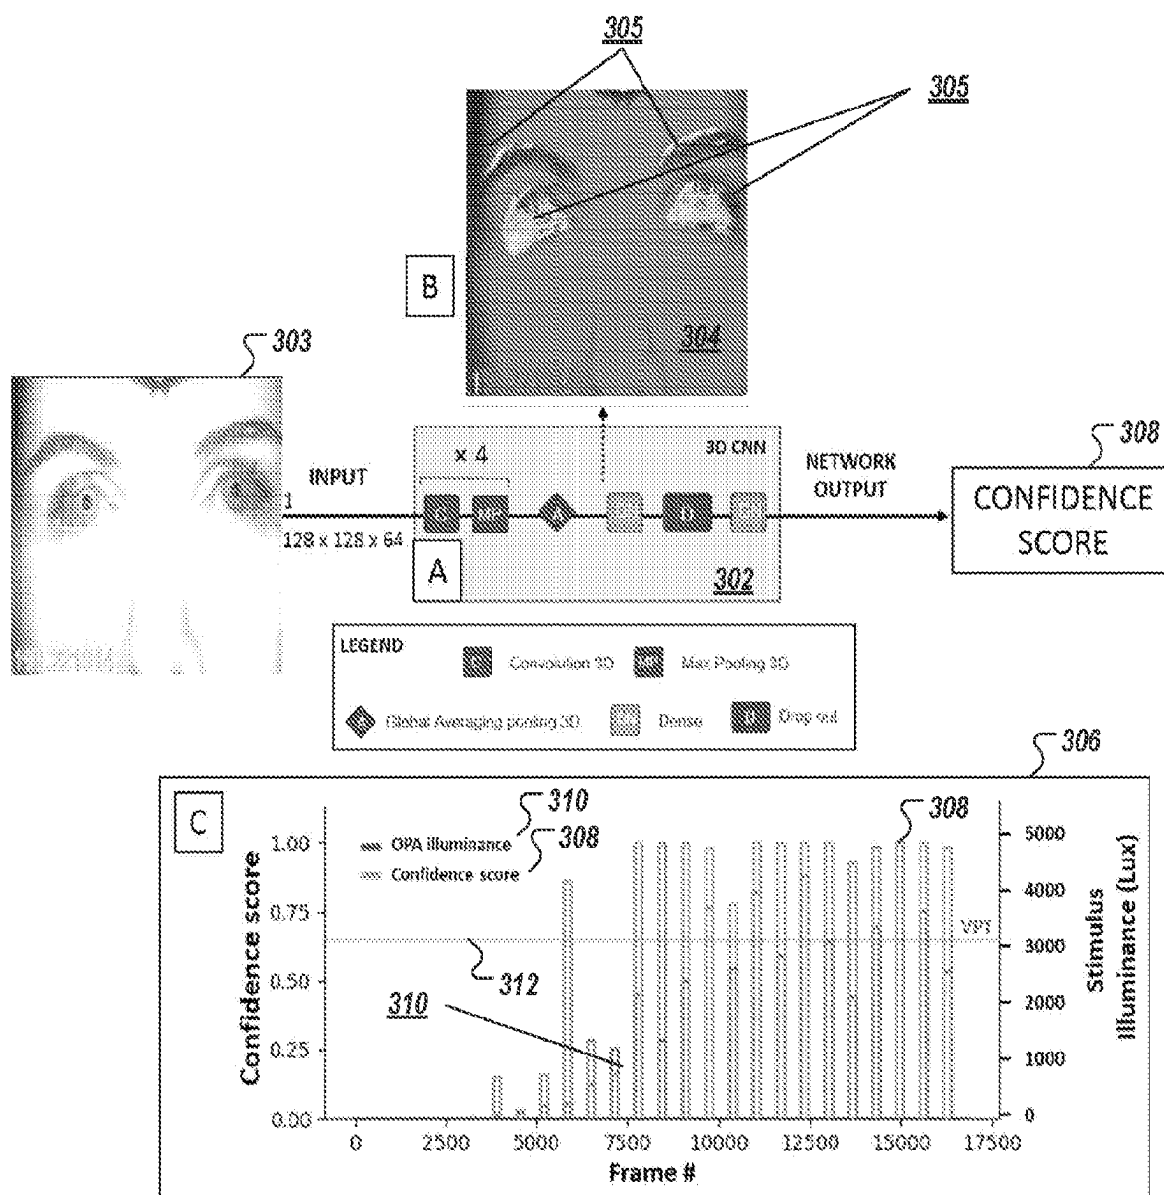 305
305
B
304
303
308
× 4
3D CNN
INPUT
NETWORK
OUTPUT
1
128 x 128 x 64
CONFIDENCE
SCORE
A
302
LEGEND
Convolution 3D
Max Pooling 3D
Global Averaging pooling 3D
Dense
Drop out
306
C
310
308
308
OPA illuminance
Confidence score
1.00
0.75
0.50
0.25
0.00
Confidence score
5000
4000
3000
2000
1000
0
Stimulus
Illuminance (Lux)
VPT
312
310
0
2500
5000
7500
10000
12500
15000
17500
Frame #